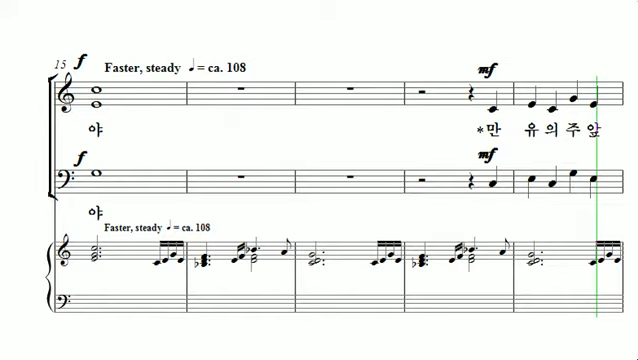 15 f Faster, steady ♩ = ca. 108
mf
야 *만 유 의 주 앞
f mf
야
Faster, steady ♩ = ca. 108